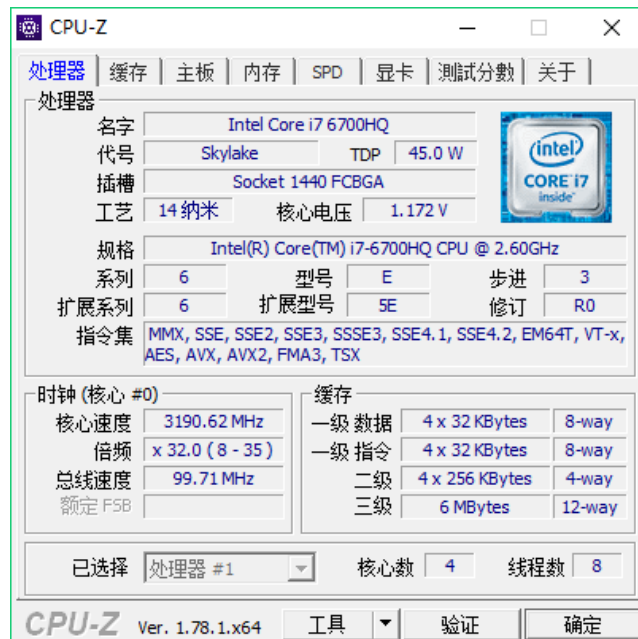 CPU-Z
处理器 缓存 主板 内存 SPD 显卡 測試分數 关于
处理器
名字 Intel Core i7 6700HQ
代号 Skylake TDP 45.0 W
插槽 Socket 1440 FCBGA
工艺 14 纳米 核心电压 1.172 V
intel
CORE i7
inside
规格 Intel(R) Core(TM) i7-6700HQ CPU @ 2.60GHz
系列 6 型号 E 步进 3
扩展系列 6 扩展型号 5E 修订 R0
指令集 MMX, SSE, SSE2, SSE3, SSSE3, SSE4.1, SSE4.2, EM64T, VT-x,
AES, AVX, AVX2, FMA3, TSX
时钟 (核心 #0)
核心速度 3190.62 MHz
倍频 x 32.0 ( 8 - 35 )
总线速度 99.71 MHz
额定 FSB
缓存
一级 数据 4 x 32 KBytes 8-way
一级 指令 4 x 32 KBytes 8-way
二级 4 x 256 KBytes 4-way
三级 6 MBytes 12-way
已选择 处理器 #1 核心数 4 线程数 8
CPU-Z Ver. 1.78.1.x64 工具 验证 确定